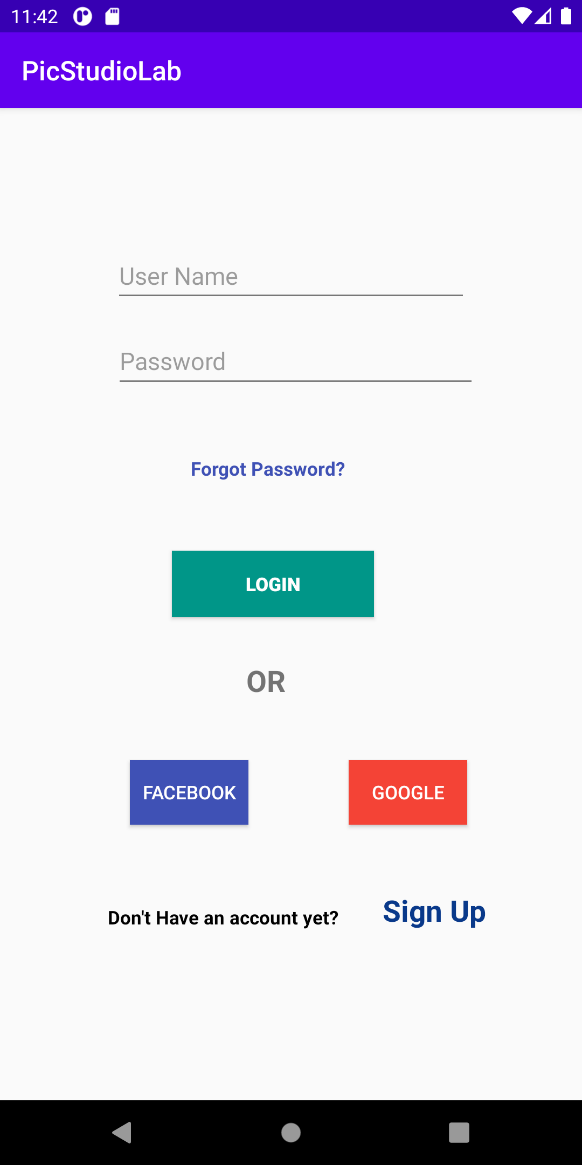 11:42
PicStudioLab
User Name
Password
Forgot Password?
LOGIN
OR
FACEBOOK GOOGLE
Don't Have an account yet? Sign Up